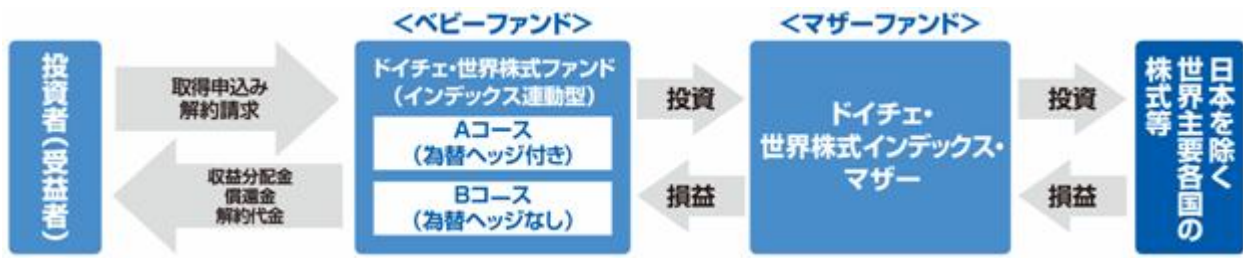 投資者(受益者)
取得申込み
解約請求
収益分配金
償還金
解約代金
<ベビーファンド>
ドイチェ・世界株式ファンド
(インデックス連動型)
Aコース
(為替ヘッジ付き)
Bコース
(為替ヘッジなし)
投資
損益
<マザーファンド>
ドイチェ・
世界株式インデックス・
マザー
投資
損益
日本を除く
世界主要各国の
株式等